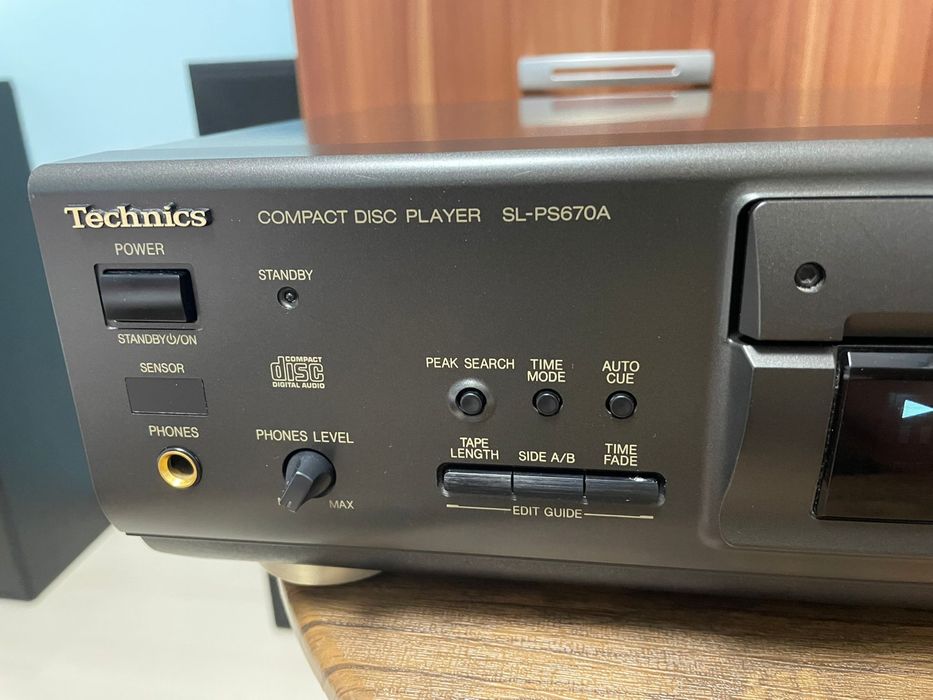 Technics
COMPACT DISC PLAYER SL-PS670A
POWER
STANDBY
STANDBY⏻/ON
SENSOR
COMPACT
disc
DIGITAL AUDIO
PEAK SEARCH
TIME
MODE
AUTO
CUE
PHONES
PHONES LEVEL
MAX
TAPE
LENGTH
SIDE A/B
TIME
FADE
EDIT GUIDE